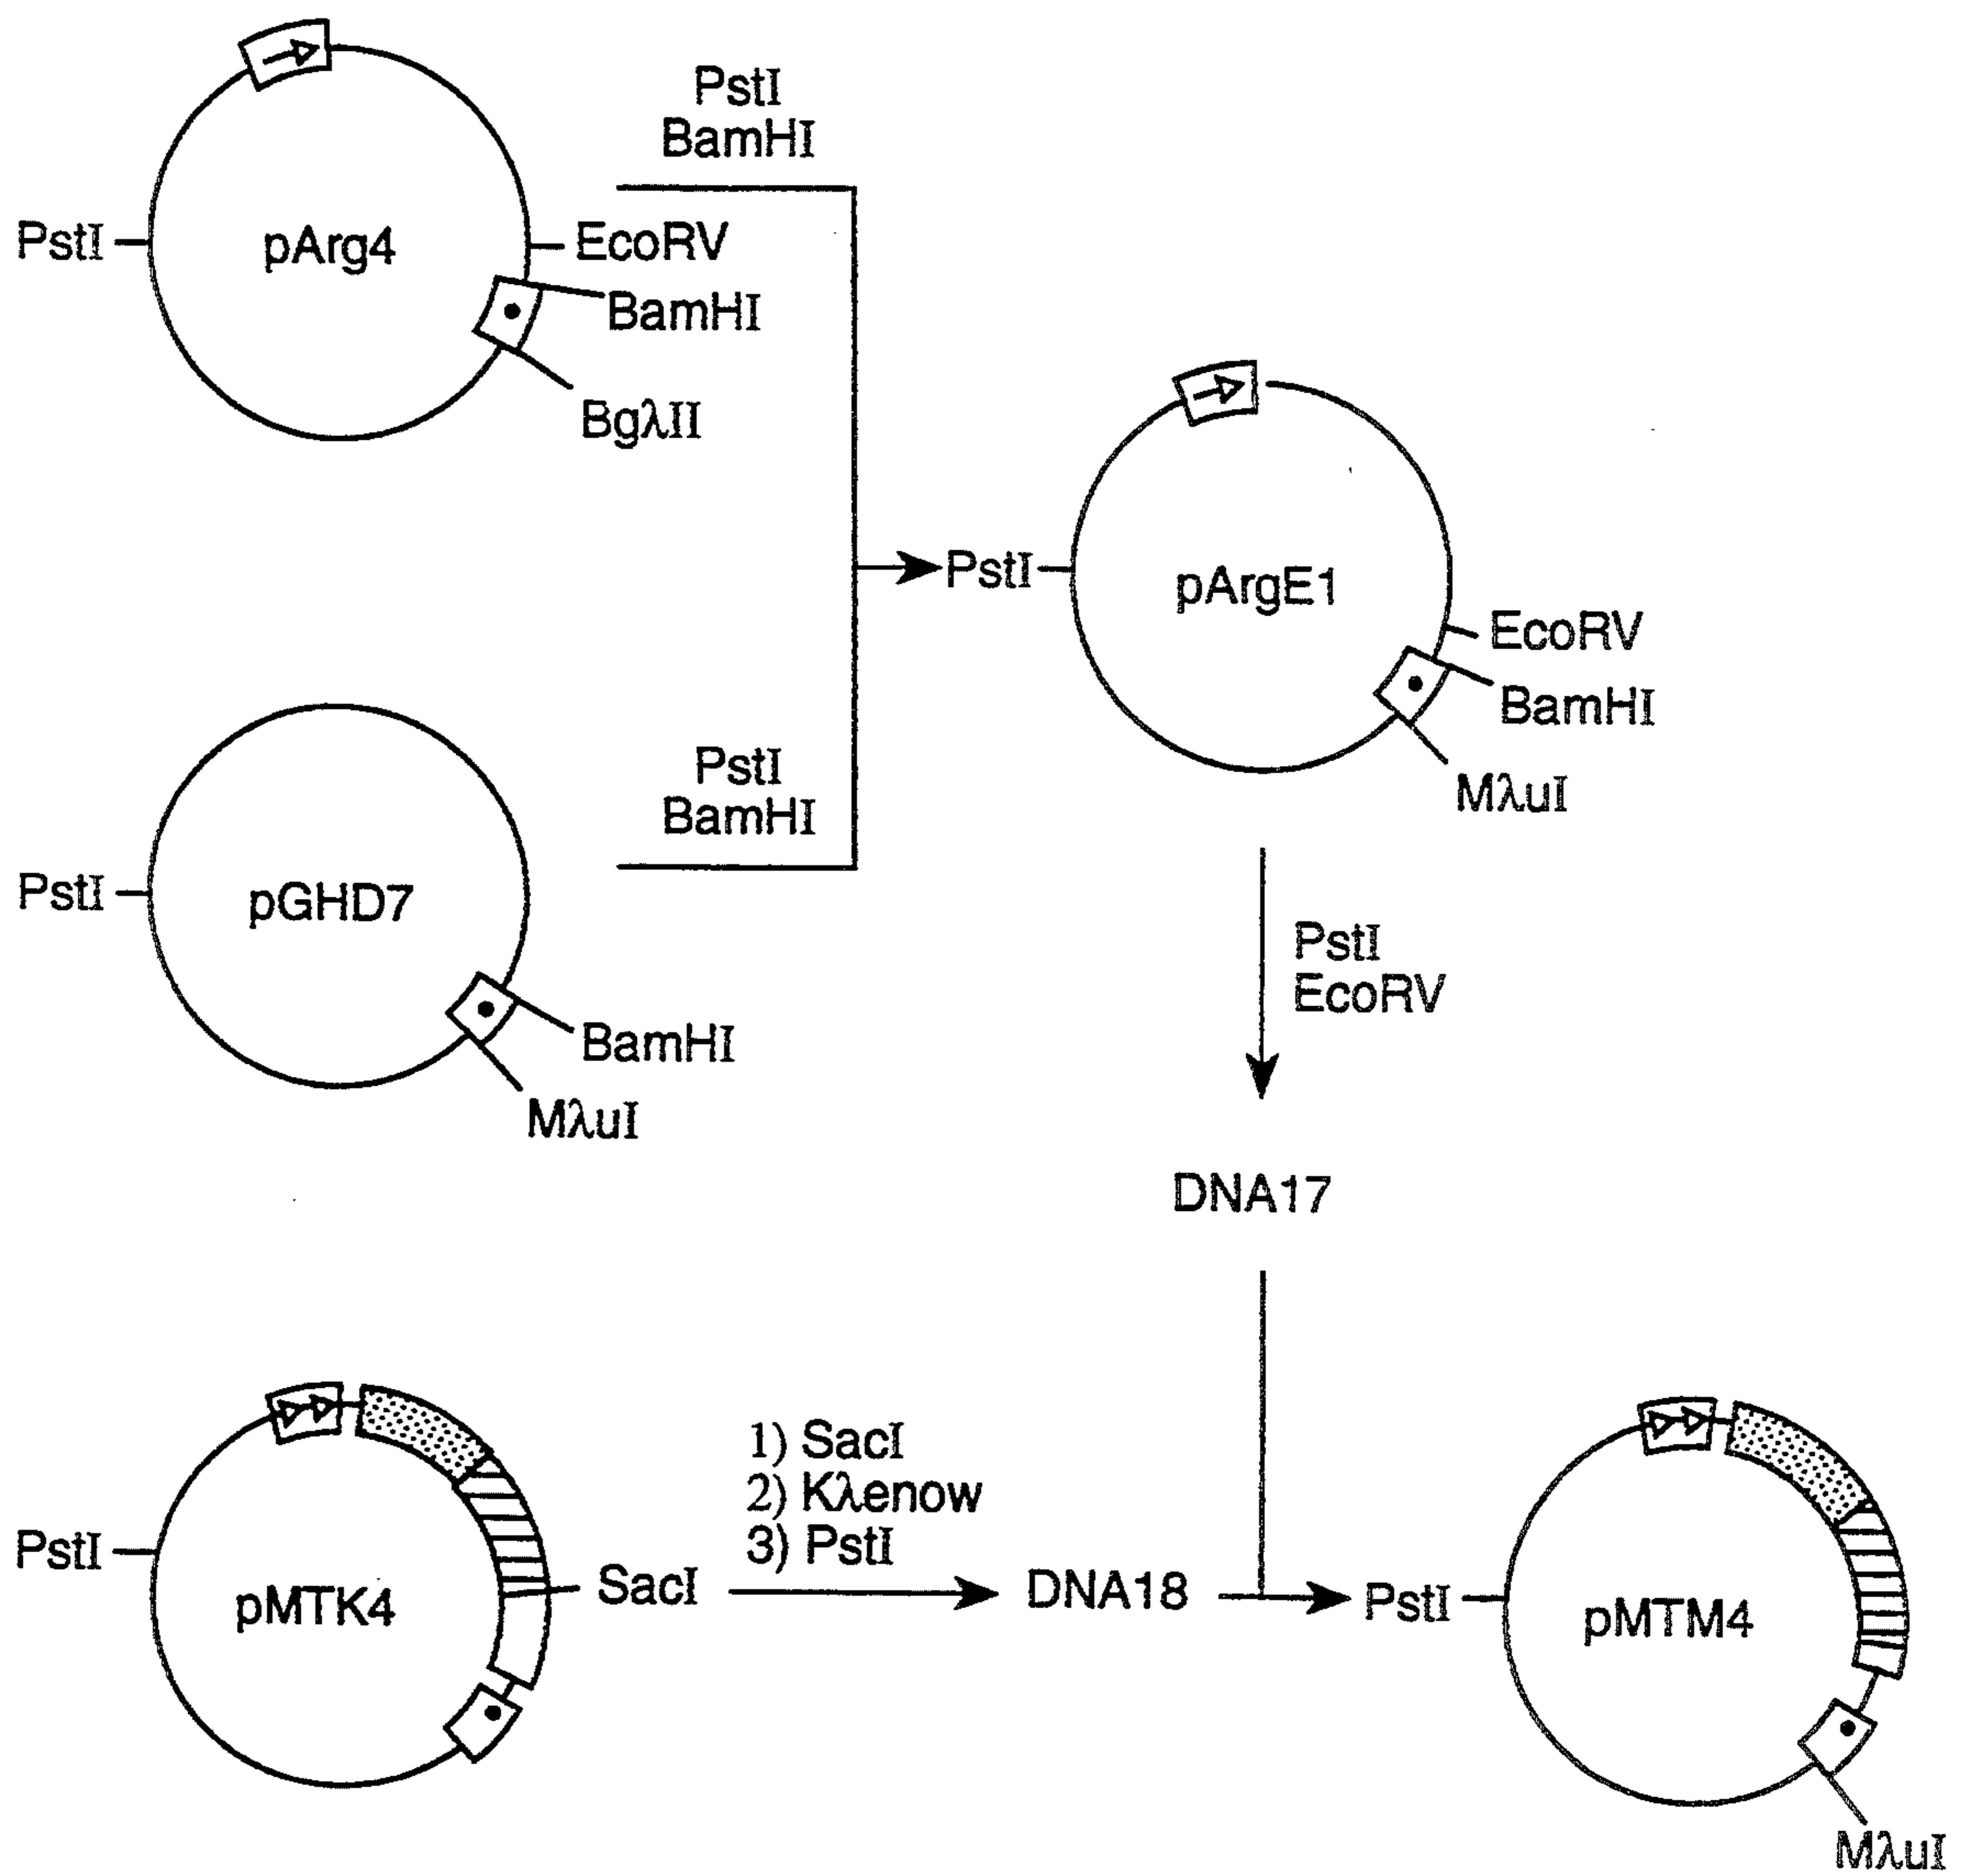 PstI
BamHI
PstI
pArg4
EcoRV
BamHI
BgλII
PstI
pArgE1
EcoRV
BamHI
MλuI
PstI
BamHI
PstI
pGHD7
BamHI
MλuI
PstI
EcoRV
DNA17
PstI
pMTK4
SacI
1) SacI
2) Kλenow
3) PstI
DNA18
PstI
pMTM4
MλuI